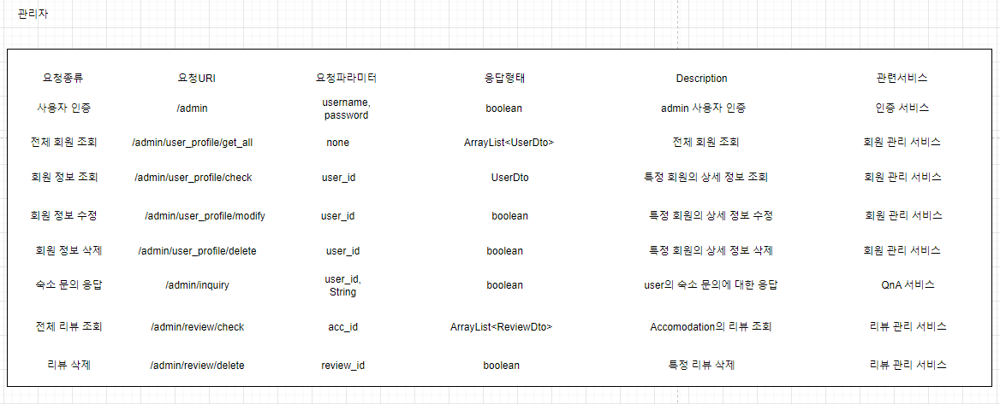 관리자
요청종류 요청URI 요청파라미터 응답형태 Description 관련서비스
사용자 인증 /admin username, password boolean admin 사용자 인증 인증 서비스
전체 회원 조회 /admin/user_profile/get_all none ArrayList<UserDto> 전체 회원 조회 회원 관리 서비스
회원 정보 조회 /admin/user_profile/check user_id UserDto 특정 회원의 상세 정보 조회 회원 관리 서비스
회원 정보 수정 /admin/user_profile/modify user_id boolean 특정 회원의 상세 정보 수정 회원 관리 서비스
회원 정보 삭제 /admin/user_profile/delete user_id boolean 특정 회원의 상세 정보 삭제 회원 관리 서비스
숙소 문의 응답 /admin/inquiry user_id, String boolean user의 숙소 문의에 대한 응답 QnA 서비스
전체 리뷰 조회 /admin/review/check acc_id ArrayList<ReviewDto> Accomodation의 리뷰 조회 리뷰 관리 서비스
리뷰 삭제 /admin/review/delete review_id boolean 특정 리뷰 삭제 리뷰 관리 서비스